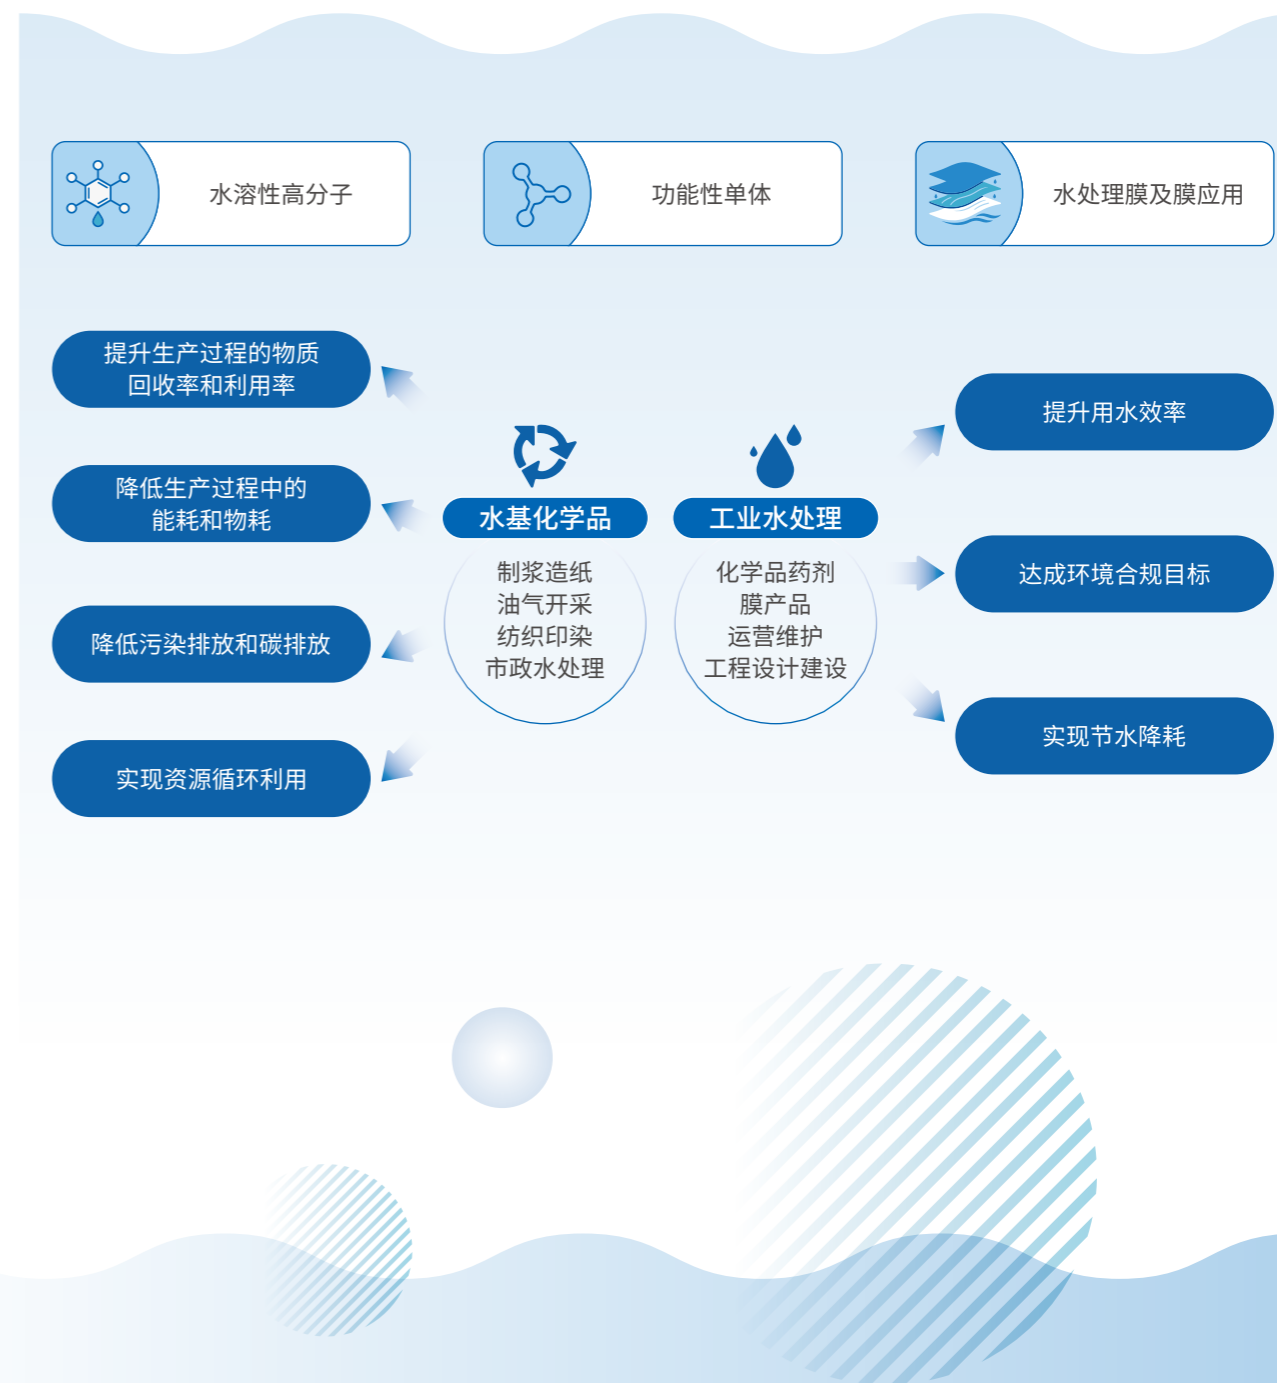 水溶性高分子
功能性单体
水处理膜及膜应用
提升生产过程的物质
回收率和利用率
降低生产过程中的
能耗和物耗
降低污染排放和碳排放
实现资源循环利用
水基化学品
制浆造纸
油气开采
纺织印染
市政水处理
工业水处理
化学品药剂
膜产品
运营维护
工程设计建设
提升用水效率
达成环境合规目标
实现节水降耗